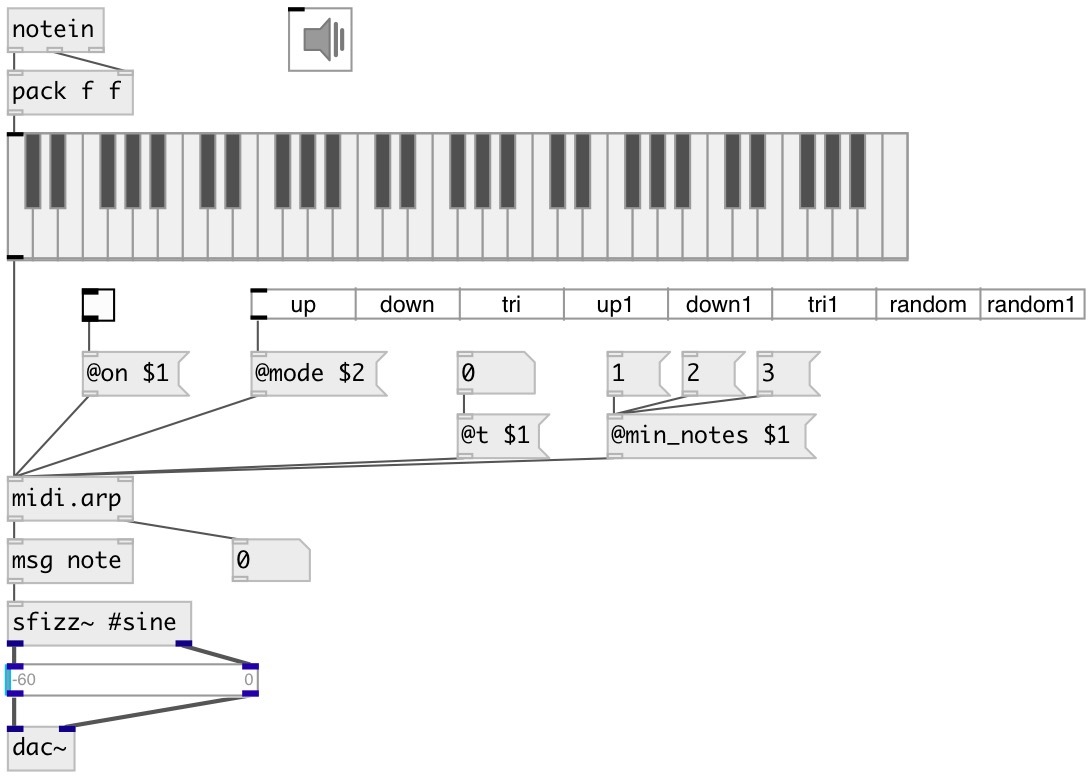 notein
pack f f
up down tri up1 down1 tri1 random random1
@on $1 @mode $2 0 1 2 3
@t $1 @min_notes $1
midi.arp
msg note 0
sfizz~ #sine
-60 0
dac~